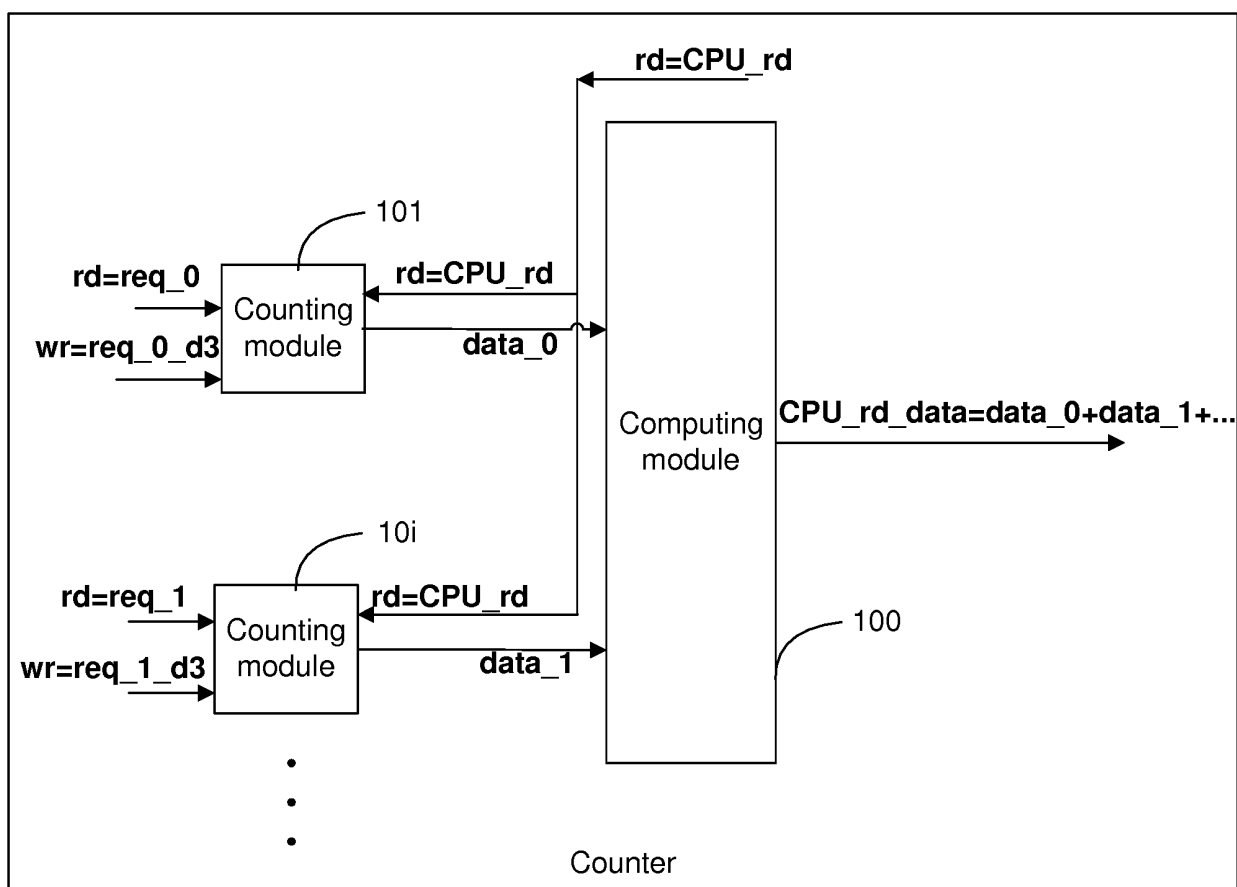 rd=CPU_rd
101
rd=req_0
rd=CPU_rd
Counting
module
wr=req_0_d3
data_0
CPU_rd_data=data_0+data_1+...
Computing
module
10i
rd=req_1
rd=CPU_rd
Counting
module
wr=req_1_d3
data_1
100
Counter